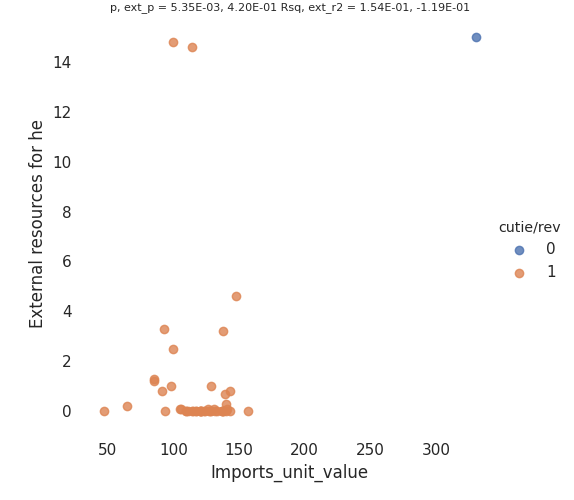 p, ext_p = 5.35E-03, 4.20E-01 Rsq, ext_r2 = 1.54E-01, -1.19E-01
14
12
10
8
6
4
2
0
External resources for he
50 100 150 200 250 300
Imports_unit_value
cutie/rev
0
1